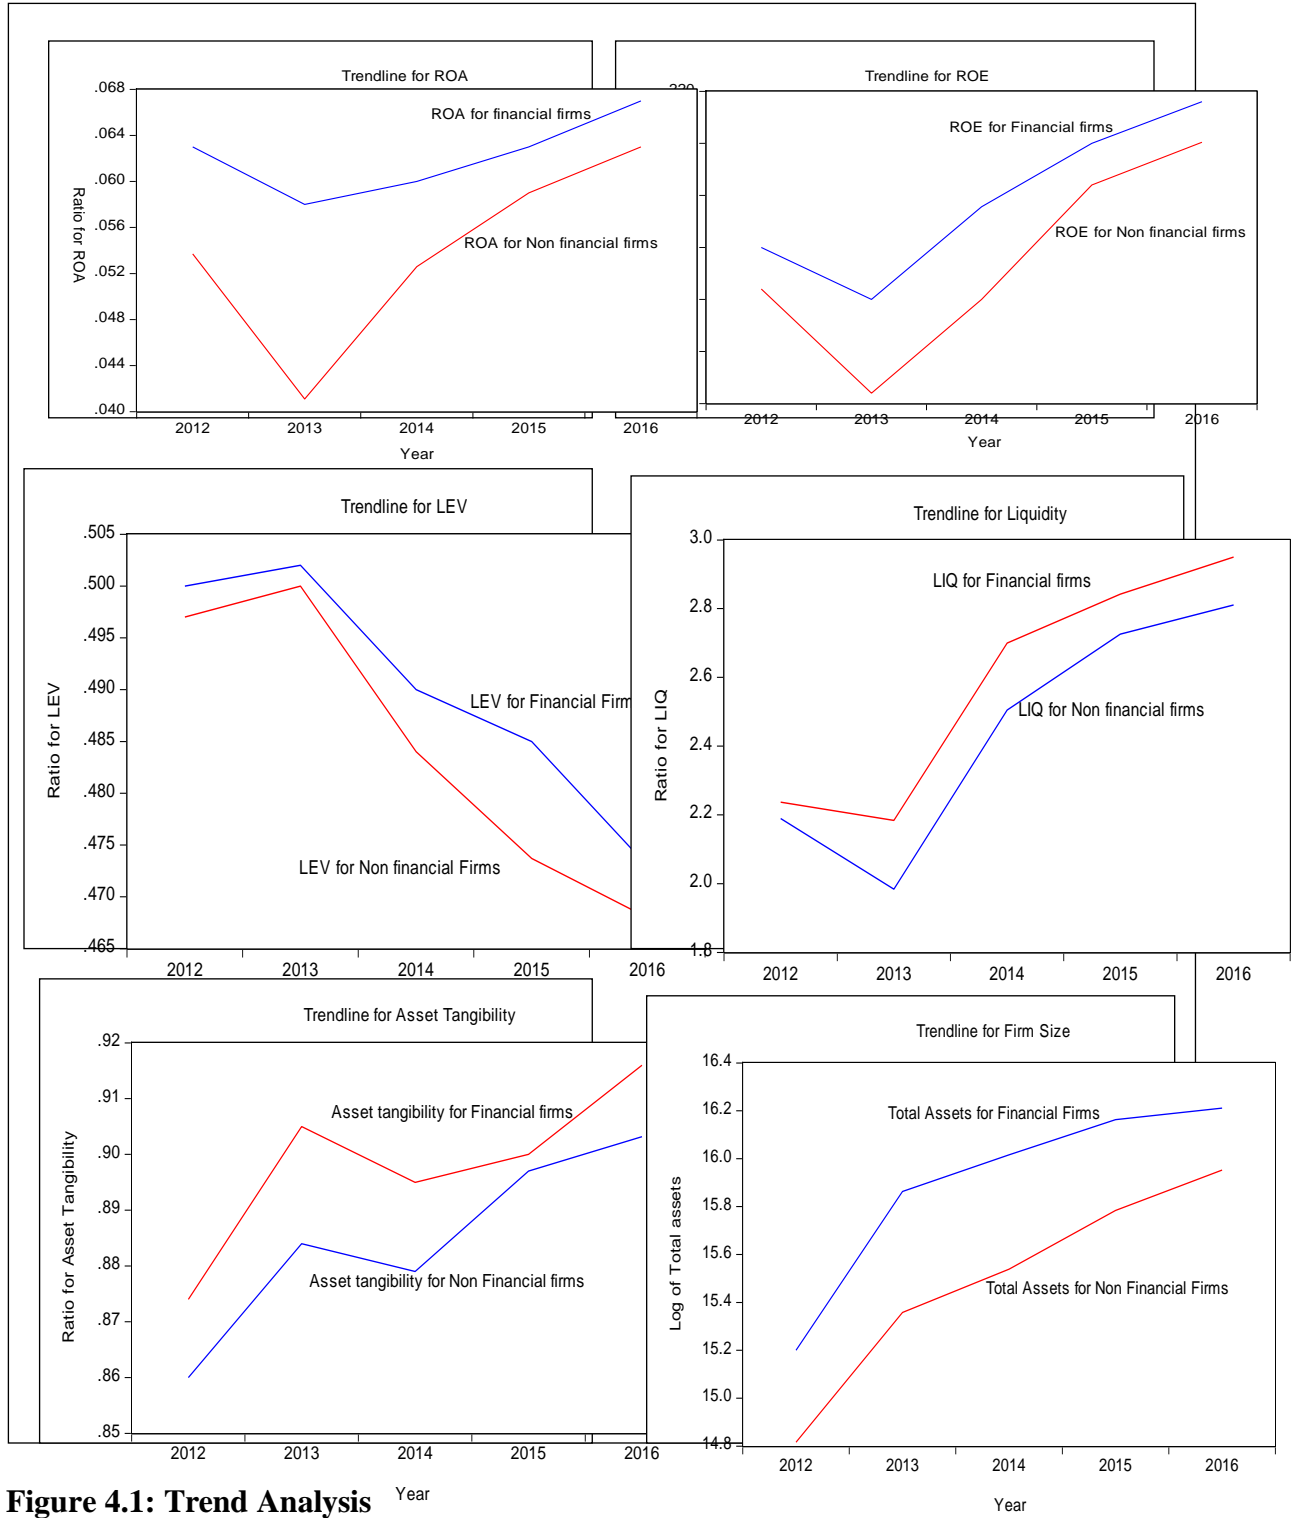 Trendline for ROA
.068
.064
.060
.056
.052
.048
.044
.040
Ratio for ROA
ROA for financial firms
ROA for Non financial firms
2012 2013 2014 2015 2016
Year
Trendline for ROE
ROE for Financial firms
ROE for Non financial firms
2012 2013 2014 2015 2016
Year
Trendline for LEV
.505
.500
.495
.490
.485
.480
.475
.470
.465
Ratio for LEV
LEV for Financial Firm
LEV for Non financial Firms
2012 2013 2014 2015 2016
Trendline for Liquidity
3.0
2.8
2.6
2.4
2.2
2.0
1.8
Ratio for LIQ
LIQ for Financial firms
LIQ for Non financial firms
2012 2013 2014 2015 2016
Trendline for Asset Tangibility
.92
.91
.90
.89
.88
.87
.86
.85
Ratio for Asset Tangibility
Asset tangibility for Financial firms
Asset tangibility for Non Financial firms
2012 2013 2014 2015 2016
Year
Trendline for Firm Size
16.4
16.2
16.0
15.8
15.6
15.4
15.2
15.0
14.8
Log of Total assets
Total Assets for Financial Firms
Total Assets for Non Financial Firms
2012 2013 2014 2015 2016
Year
Figure 4.1: Trend Analysis